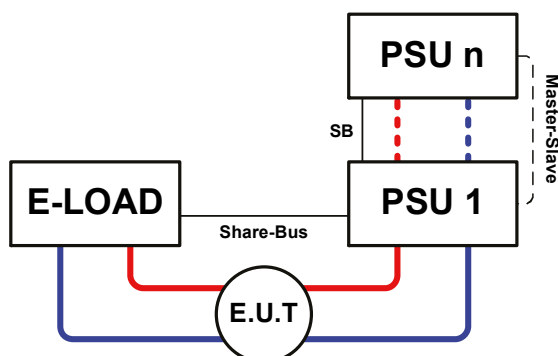 PSU n
Master-Slave
SB
E-LOAD
PSU 1
Share-Bus
E.U.T